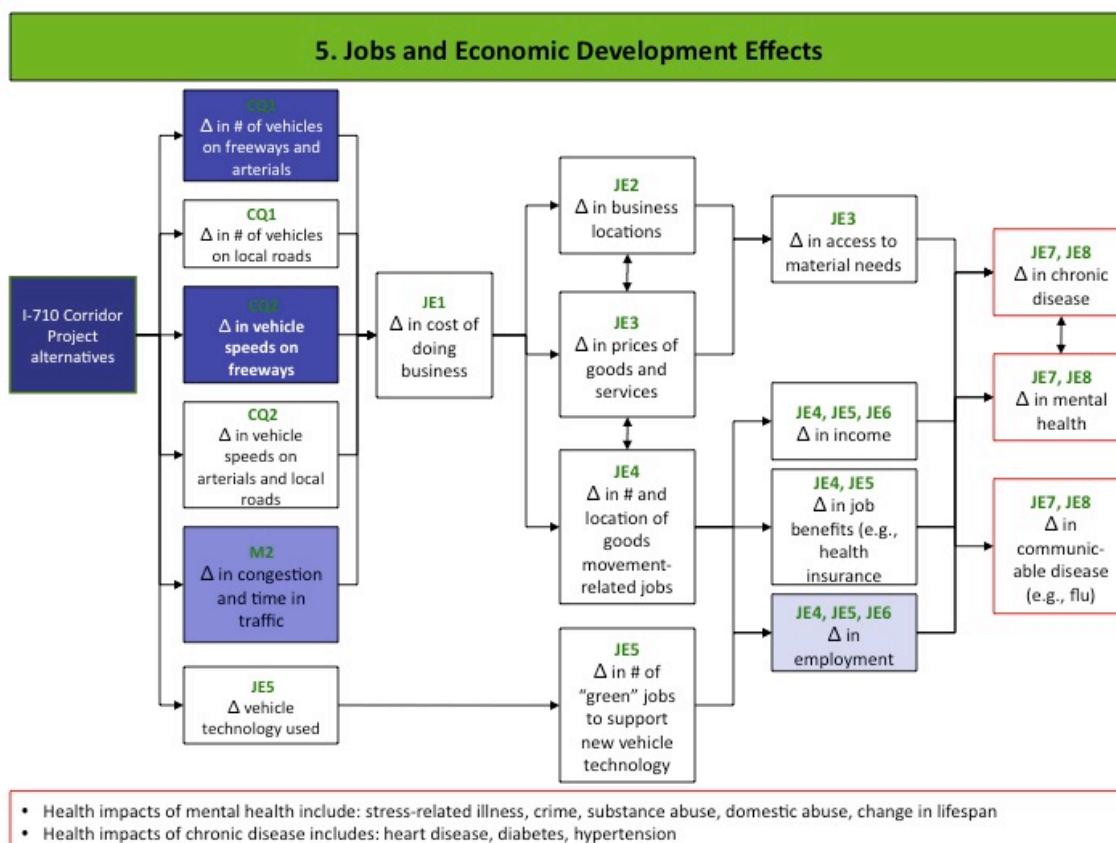 5. Jobs and Economic Development Effects
I-710 Corridor
Project
alternatives
CQ1
Δ in # of vehicles
on freeways and
arterials
CQ1
Δ in # of vehicles
on local roads
CQ2
Δ in vehicle
speeds on
freeways
CQ2
Δ in vehicle
speeds on
arterials and local
roads
M2
Δ in congestion
and time in
traffic
JE5
Δ vehicle
technology used
JE1
Δ in cost of
doing
business
JE2
Δ in business
locations
JE3
Δ in prices of
goods and
services
JE4
Δ in # and
location of
goods
movement-
related jobs
JE5
Δ in # of
“green” jobs
to support
new vehicle
technology
JE3
Δ in access to
material needs
JE4, JE5, JE6
Δ in income
JE4, JE5
Δ in job
benefits (e.g.,
health
insurance
JE4, JE5, JE6
Δ in
employment
JE7, JE8
Δ in chronic
disease
JE7, JE8
Δ in mental
health
JE7, JE8
Δ in
communic-
able disease
(e.g., flu)
• Health impacts of mental health include: stress-related illness, crime, substance abuse, domestic abuse, change in lifespan
• Health impacts of chronic disease includes: heart disease, diabetes, hypertension